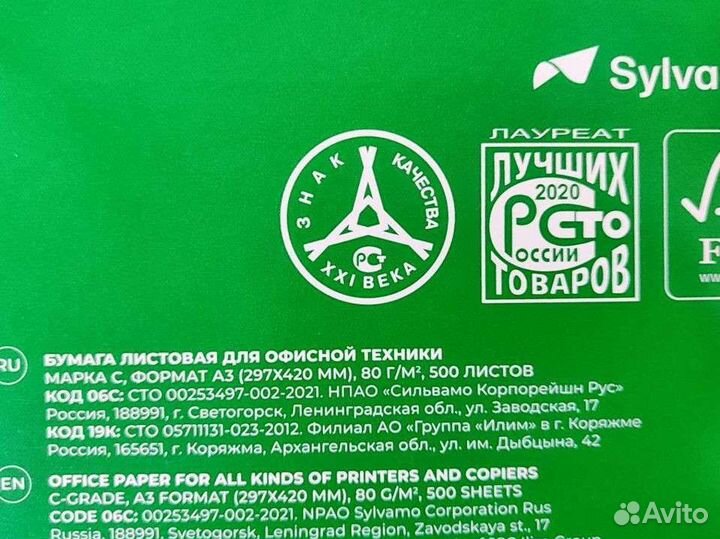 Sylva
ЗНАК КАЧЕСТВА
XXI ВЕКА
РСТ
ЛАУРЕАТ
ЛУЧШИХ
2020
РОССИИ
СТО
ТОВАРОВ
F
www
RU
БУМАГА ЛИСТОВАЯ ДЛЯ ОФИСНОЙ ТЕХНИКИ
МАРКА С, ФОРМАТ А3 (297Х420 ММ), 80 Г/М², 500 ЛИСТОВ
КОД 06С: СТО 00253497-002-2021. НПАО «Сильвамо Корпорейшн Рус»
Россия, 188991, г. Светогорск, Ленинградская обл., ул. Заводская, 17
КОД 19К: СТО 05711131-023-2012. Филиал АО «Группа «Илим» в г. Коряжме
Россия, 165651, г. Коряжма, Архангельская обл., ул. им. Дыбцына, 42
EN
OFFICE PAPER FOR ALL KINDS OF PRINTERS AND COPIERS
C-GRADE, A3 FORMAT (297X420 MM), 80 G/M², 500 SHEETS
CODE 06C: 00253497-002-2021. NPAO Sylvamo Corporation Rus
Russia, 188991, Svetogorsk, Leningrad Region, Zavodskaya st., 17
Avito